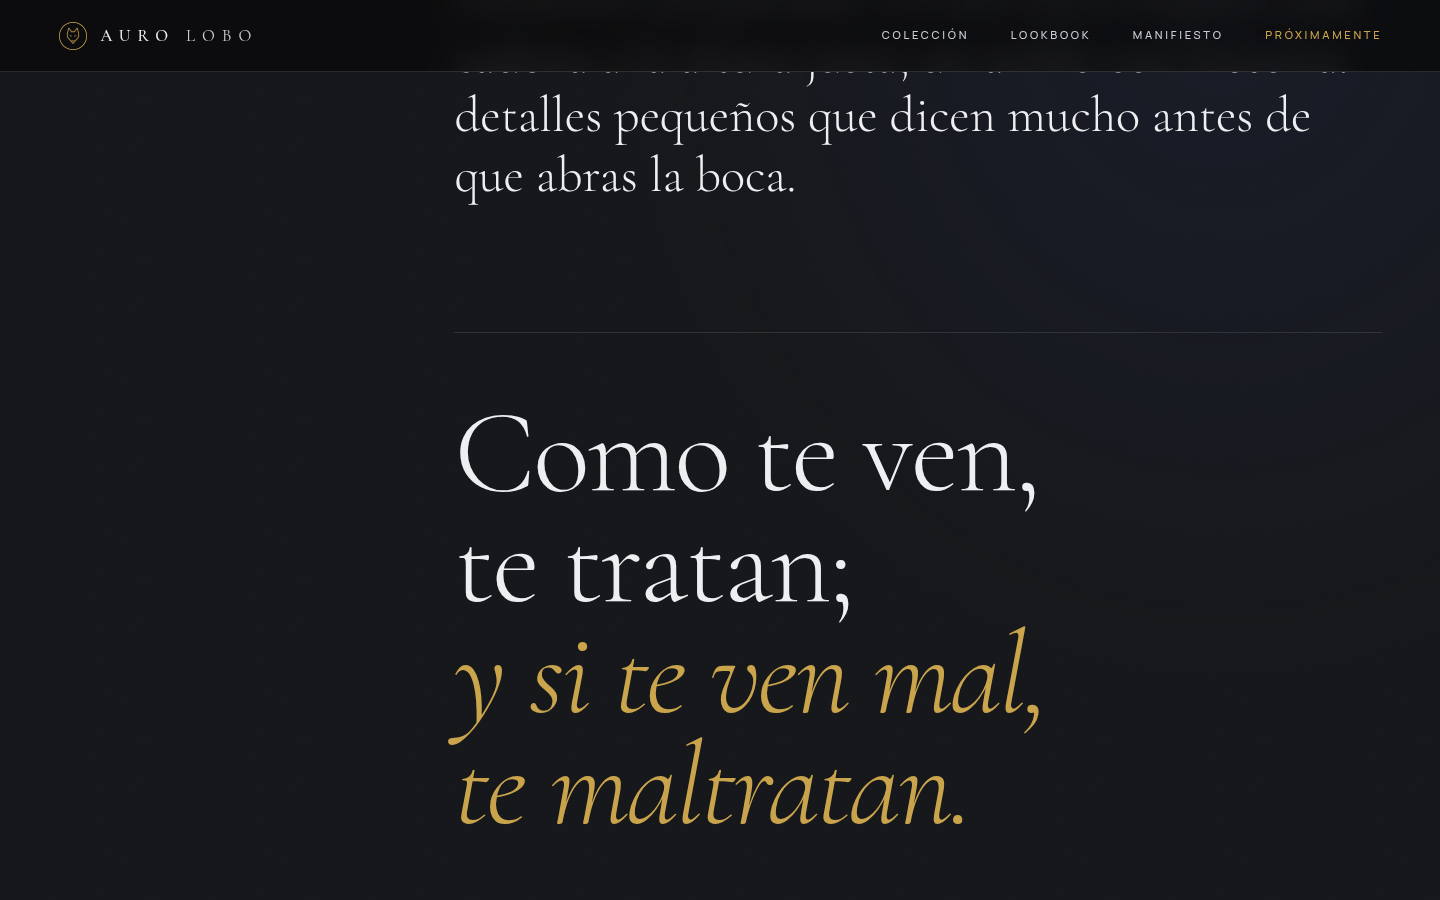 AURO LOBO
COLECCIÓN
LOOKBOOK
MANIFIESTO
PRÓXIMAMENTE
detalles pequeños que dicen mucho antes de
que abras la boca.
Como te ven,
te tratan;
y si te ven mal,
te maltratan.